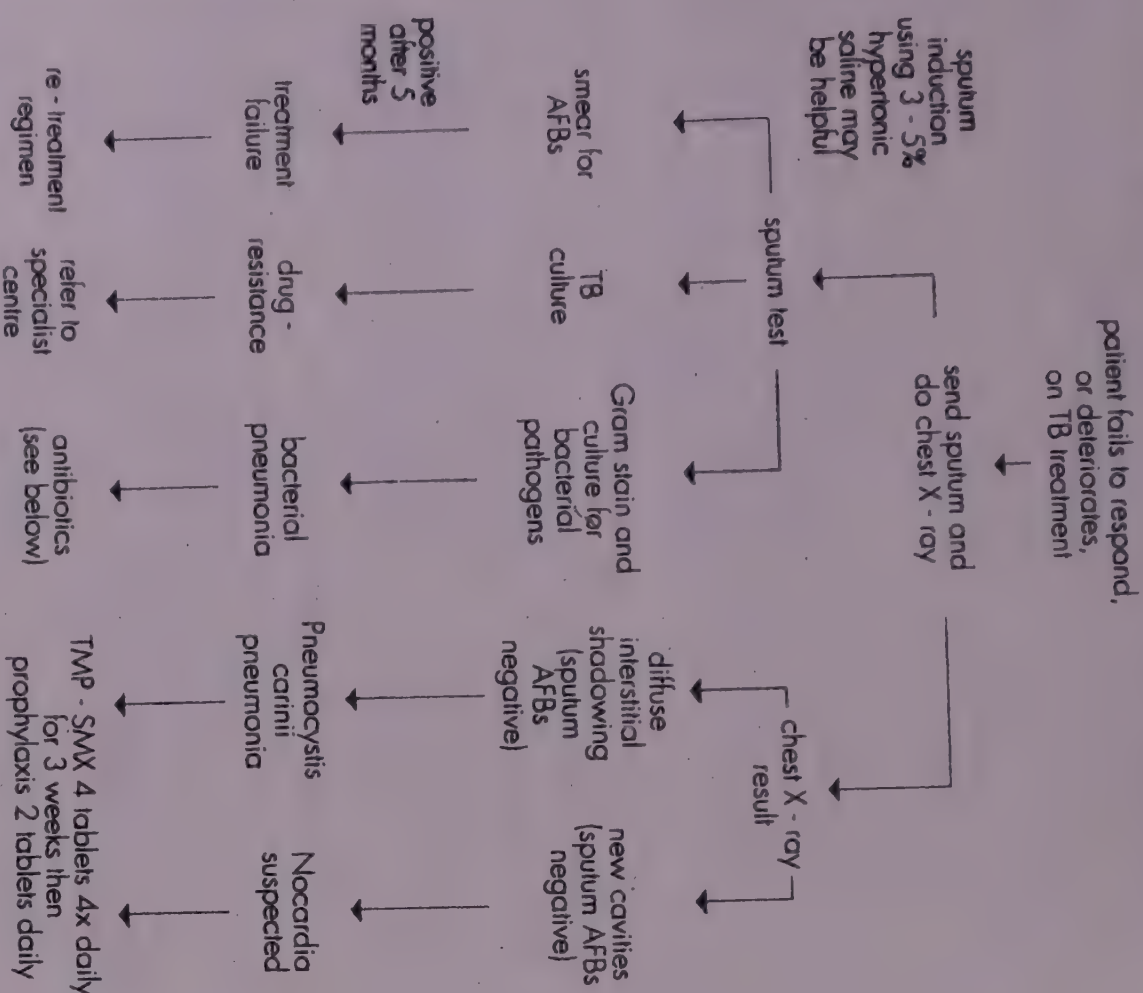 patient fails to respond,
or deteriorates,
on TB treatment
send sputum and
do chest X - ray
sputum
induction
using 3 - 5%
hypertonic
saline may
be helpful
sputum test
chest X - ray
result
smear for
AFBs
TB
culture
Gram stain and
culture for
bacterial
pathogens
diffuse
interstitial
shadowing
(sputum
AFBs
negative)
new cavities
(sputum AFBs
negative)
positive
after 5
months
treatment
failure
drug -
resistance
bacterial
pneumonia
Pneumocystis
carinii
pneumonia
Nocardia
suspected
re - treatment
regimen
refer to
specialist
centre
antibiotics
(see below)
TMP - SMX 4 tablets 4x daily
for 3 weeks then
prophylaxis 2 tablets daily